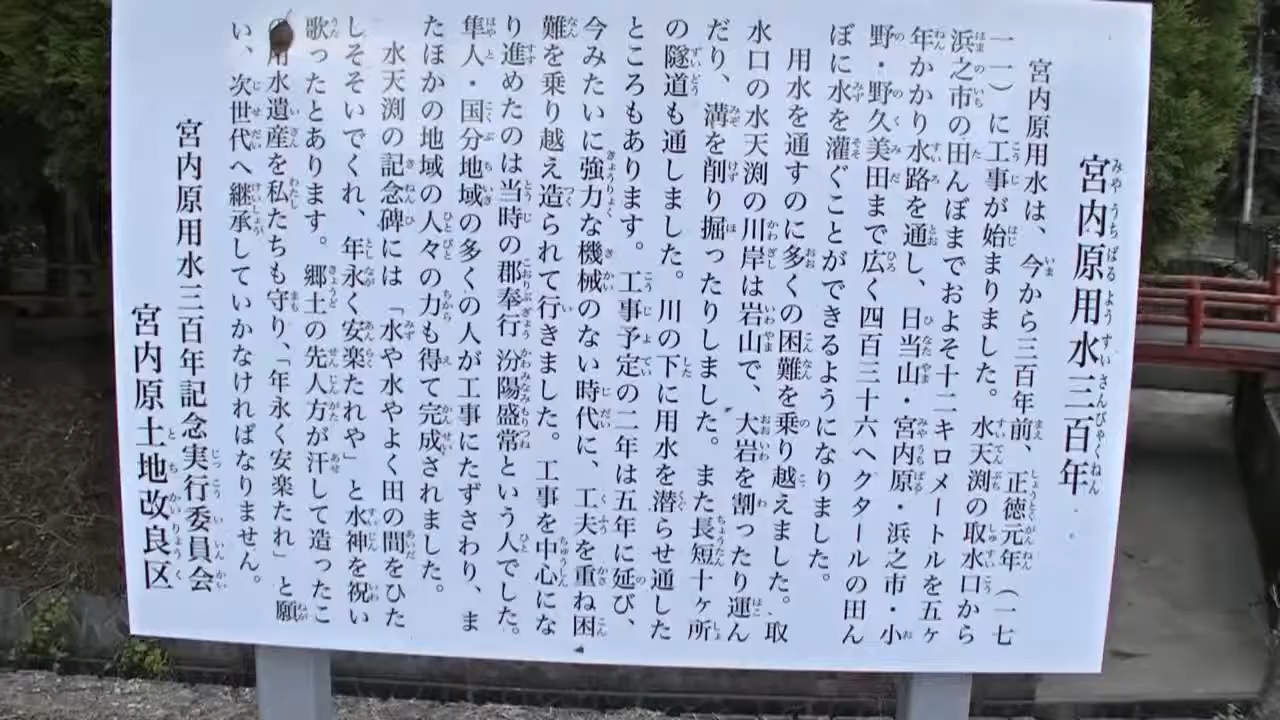 宮内原用水三百年
宮内原用水は、今から三百年前、正徳元年(一七
一一)に工事が始まりました。水天渕の取水口から
浜之市の田んぼまでおよそ十二キロメートルを五ヶ
年かかり水路を通し、日当山・宮内原・浜之市・小
野・野久美田まで広く四百三十六ヘクタールの田ん
ぼに水を灌ぐことができるようになりました。
用水を通すのに多くの困難を乗り越えました。取
水口の水天渕の川岸は岩山で、大岩を割ったり運ん
だり、溝を削り掘ったりしました。また長短十ヶ所
の隧道も通しました。川の下に用水を潜らせ通した
ところもあります。工事予定の二年は五年に延び、
今みたいに強力な機械のない時代に、工夫を重ね困
難を乗り越え造られて行きました。工事を中心にな
り進めたのは当時の郡奉行 汾陽盛常という人でした。
隼人・国分地域の多くの人が工事にたずさわり、ま
たほかの地域の人々の力も得て完成されました。
水天渕の記念碑には「水や水やよく田の間をひた
しそそいでくれ、年永く安楽たれや」と水神を祝い
歌ったとあります。郷土の先人方が汗して造ったこ
の用水遺産を私たちも守り、「年永く安楽たれ」と願
い、次世代へ継承していかなければなりません。
宮内原用水三百年記念実行委員会
宮内原土地改良区